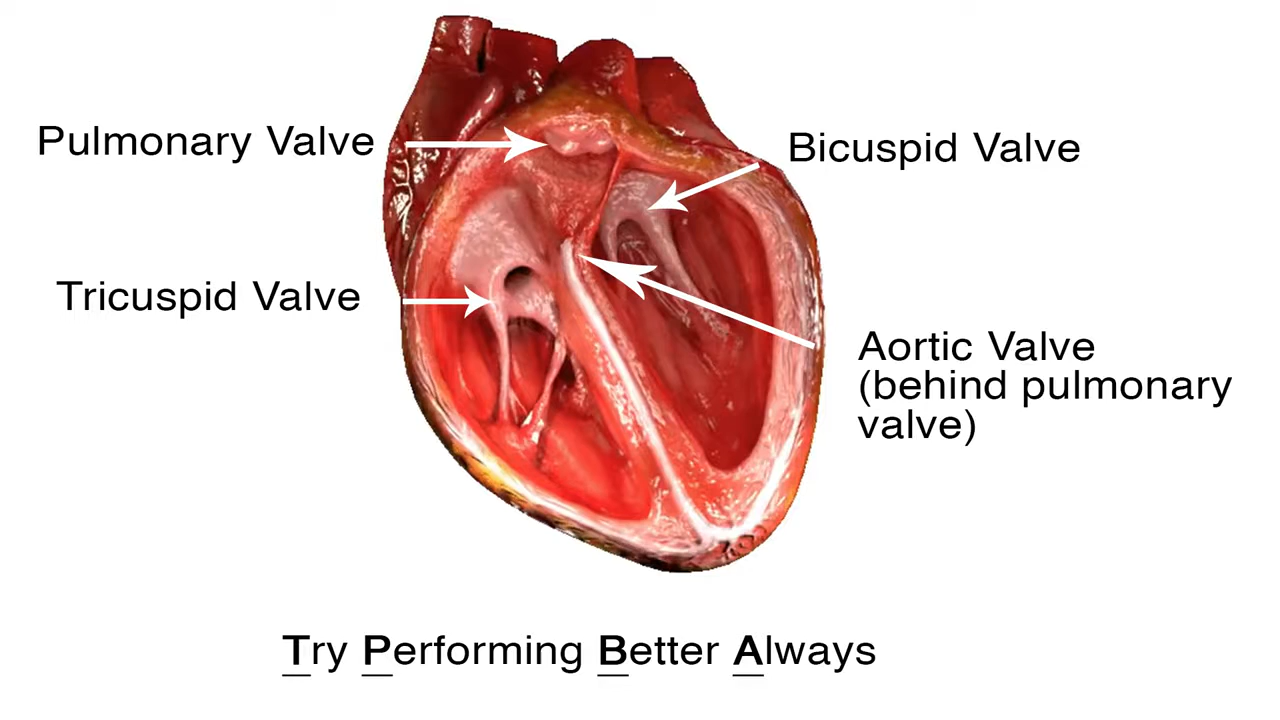 Pulmonary Valve
Bicuspid Valve
Tricuspid Valve
Aortic Valve
(behind pulmonary
valve)
Try Performing Better Always